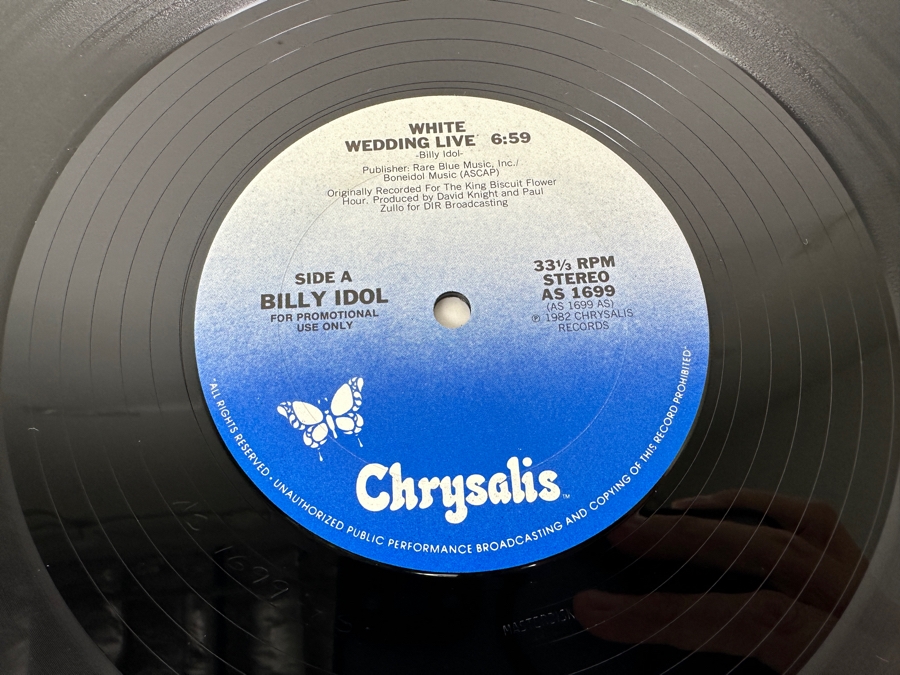 WHITE
WEDDING LIVE 6:59
-Billy Idol-
Publisher: Rare Blue Music, Inc./
Boneidol Music (ASCAP)
Originally Recorded For The King Biscuit Flower
Hour. Produced by David Knight and Paul
Zullo for DIR Broadcasting
SIDE A
BILLY IDOL
FOR PROMOTIONAL
USE ONLY
33⅓ RPM
STEREO
AS 1699
(AS 1699 AS)
℗ 1982 CHRYSALIS
RECORDS
Chrysalis™
"ALL RIGHTS RESERVED • UNAUTHORIZED PUBLIC PERFORMANCE BROADCASTING AND COPYING OF THIS RECORD PROHIBITED"
1699